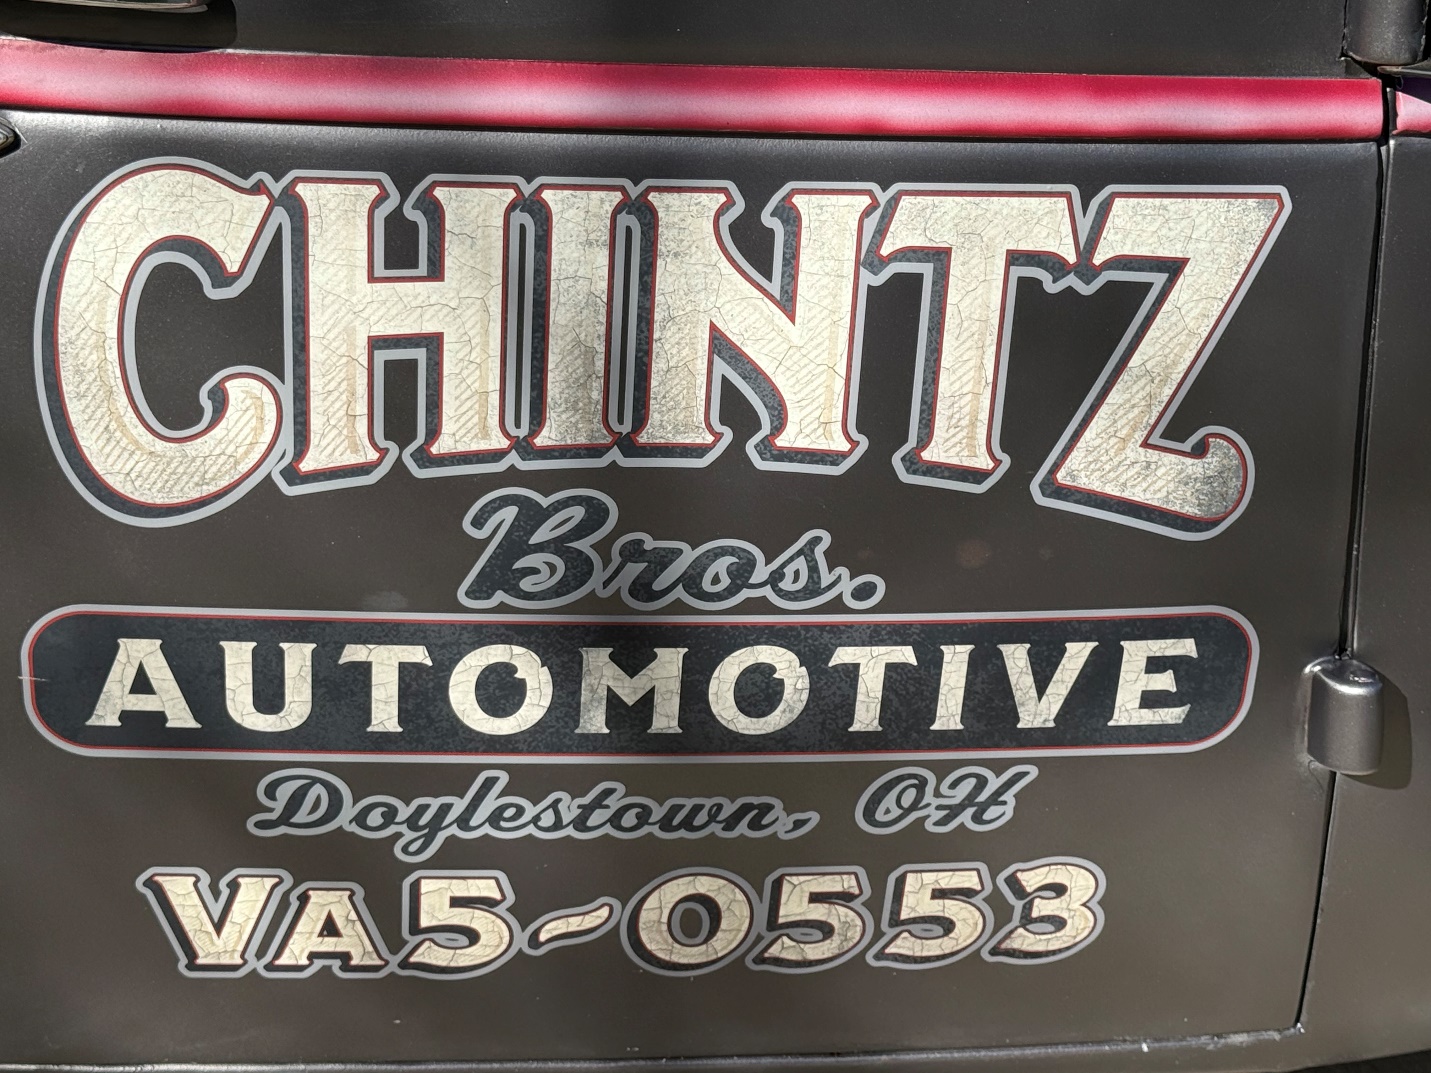 CHINTZ
Bros.
AUTOMOTIVE
Doylestown, OH
VA5-0553